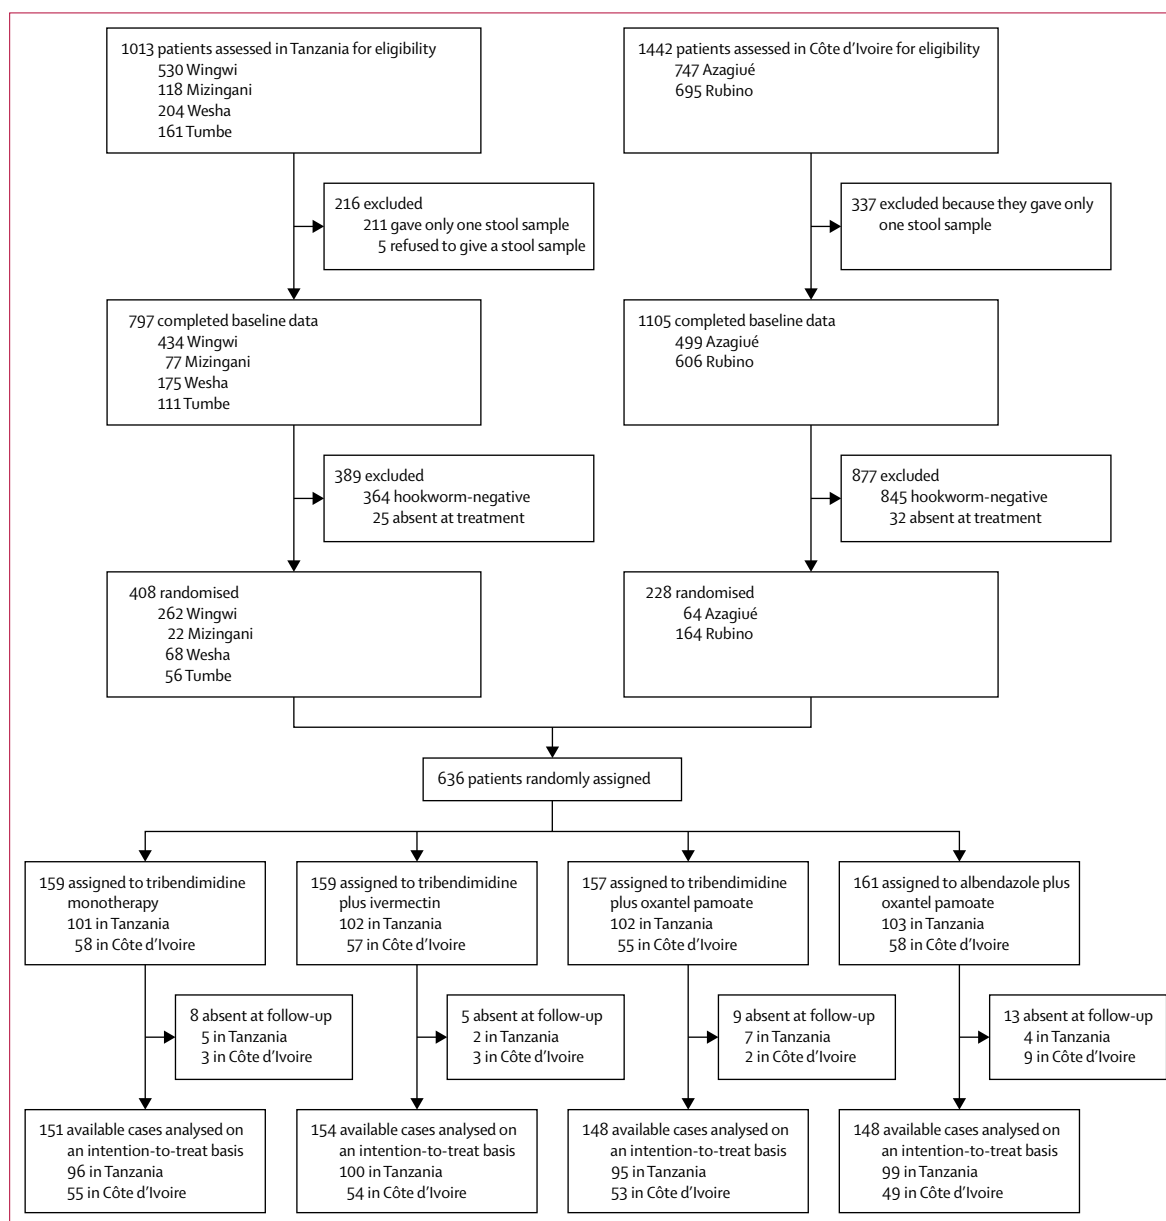 1013 patients assessed in Tanzania for eligibility
530 Wingwi
118 Mizingani
204 Wesha
161 Tumbe
1442 patients assessed in Côte d'Ivoire for eligibility
747 Azagiué
695 Rubino
216 excluded
211 gave only one stool sample
5 refused to give a stool sample
337 excluded because they gave only
one stool sample
797 completed baseline data
434 Wingwi
77 Mizingani
175 Wesha
111 Tumbe
1105 completed baseline data
499 Azagiué
606 Rubino
389 excluded
364 hookworm-negative
25 absent at treatment
877 excluded
845 hookworm-negative
32 absent at treatment
408 randomised
262 Wingwi
22 Mizingani
68 Wesha
56 Tumbe
228 randomised
64 Azagiué
164 Rubino
636 patients randomly assigned
159 assigned to tribendimidine
monotherapy
101 in Tanzania
58 in Côte d'Ivoire
159 assigned to tribendimidine
plus ivermectin
102 in Tanzania
57 in Côte d'Ivoire
157 assigned to tribendimidine
plus oxantel pamoate
102 in Tanzania
55 in Côte d'Ivoire
161 assigned to albendazole plus
oxantel pamoate
103 in Tanzania
58 in Côte d'Ivoire
8 absent at follow-up
5 in Tanzania
3 in Côte d'Ivoire
5 absent at follow-up
2 in Tanzania
3 in Côte d'Ivoire
9 absent at follow-up
7 in Tanzania
2 in Côte d'Ivoire
13 absent at follow-up
4 in Tanzania
9 in Côte d'Ivoire
151 available cases analysed on
an intention-to-treat basis
96 in Tanzania
55 in Côte d'Ivoire
154 available cases analysed on
an intention-to-treat basis
100 in Tanzania
54 in Côte d'Ivoire
148 available cases analysed on
an intention-to-treat basis
95 in Tanzania
53 in Côte d'Ivoire
148 available cases analysed on
an intention-to-treat basis
99 in Tanzania
49 in Côte d'Ivoire